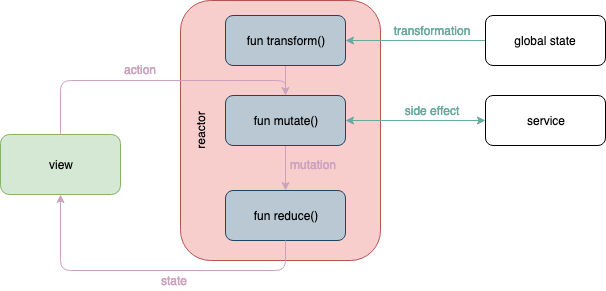 transformation
fun transform()
global state
action
reactor
side effect
fun mutate()
service
view
mutation
fun reduce()
state